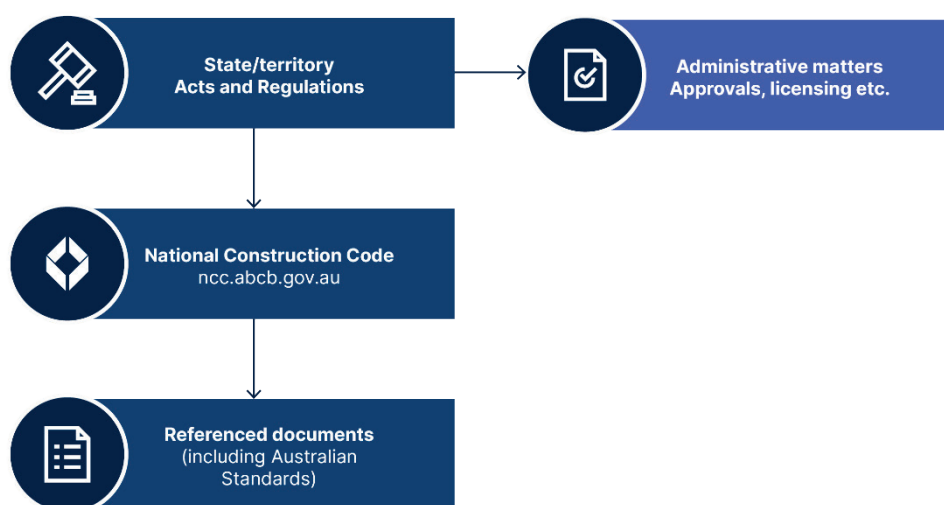 State/territory
Acts and Regulations
Administrative matters
Approvals, licensing etc.
National Construction Code
ncc.abcb.gov.au
Referenced documents
(including Australian
Standards)